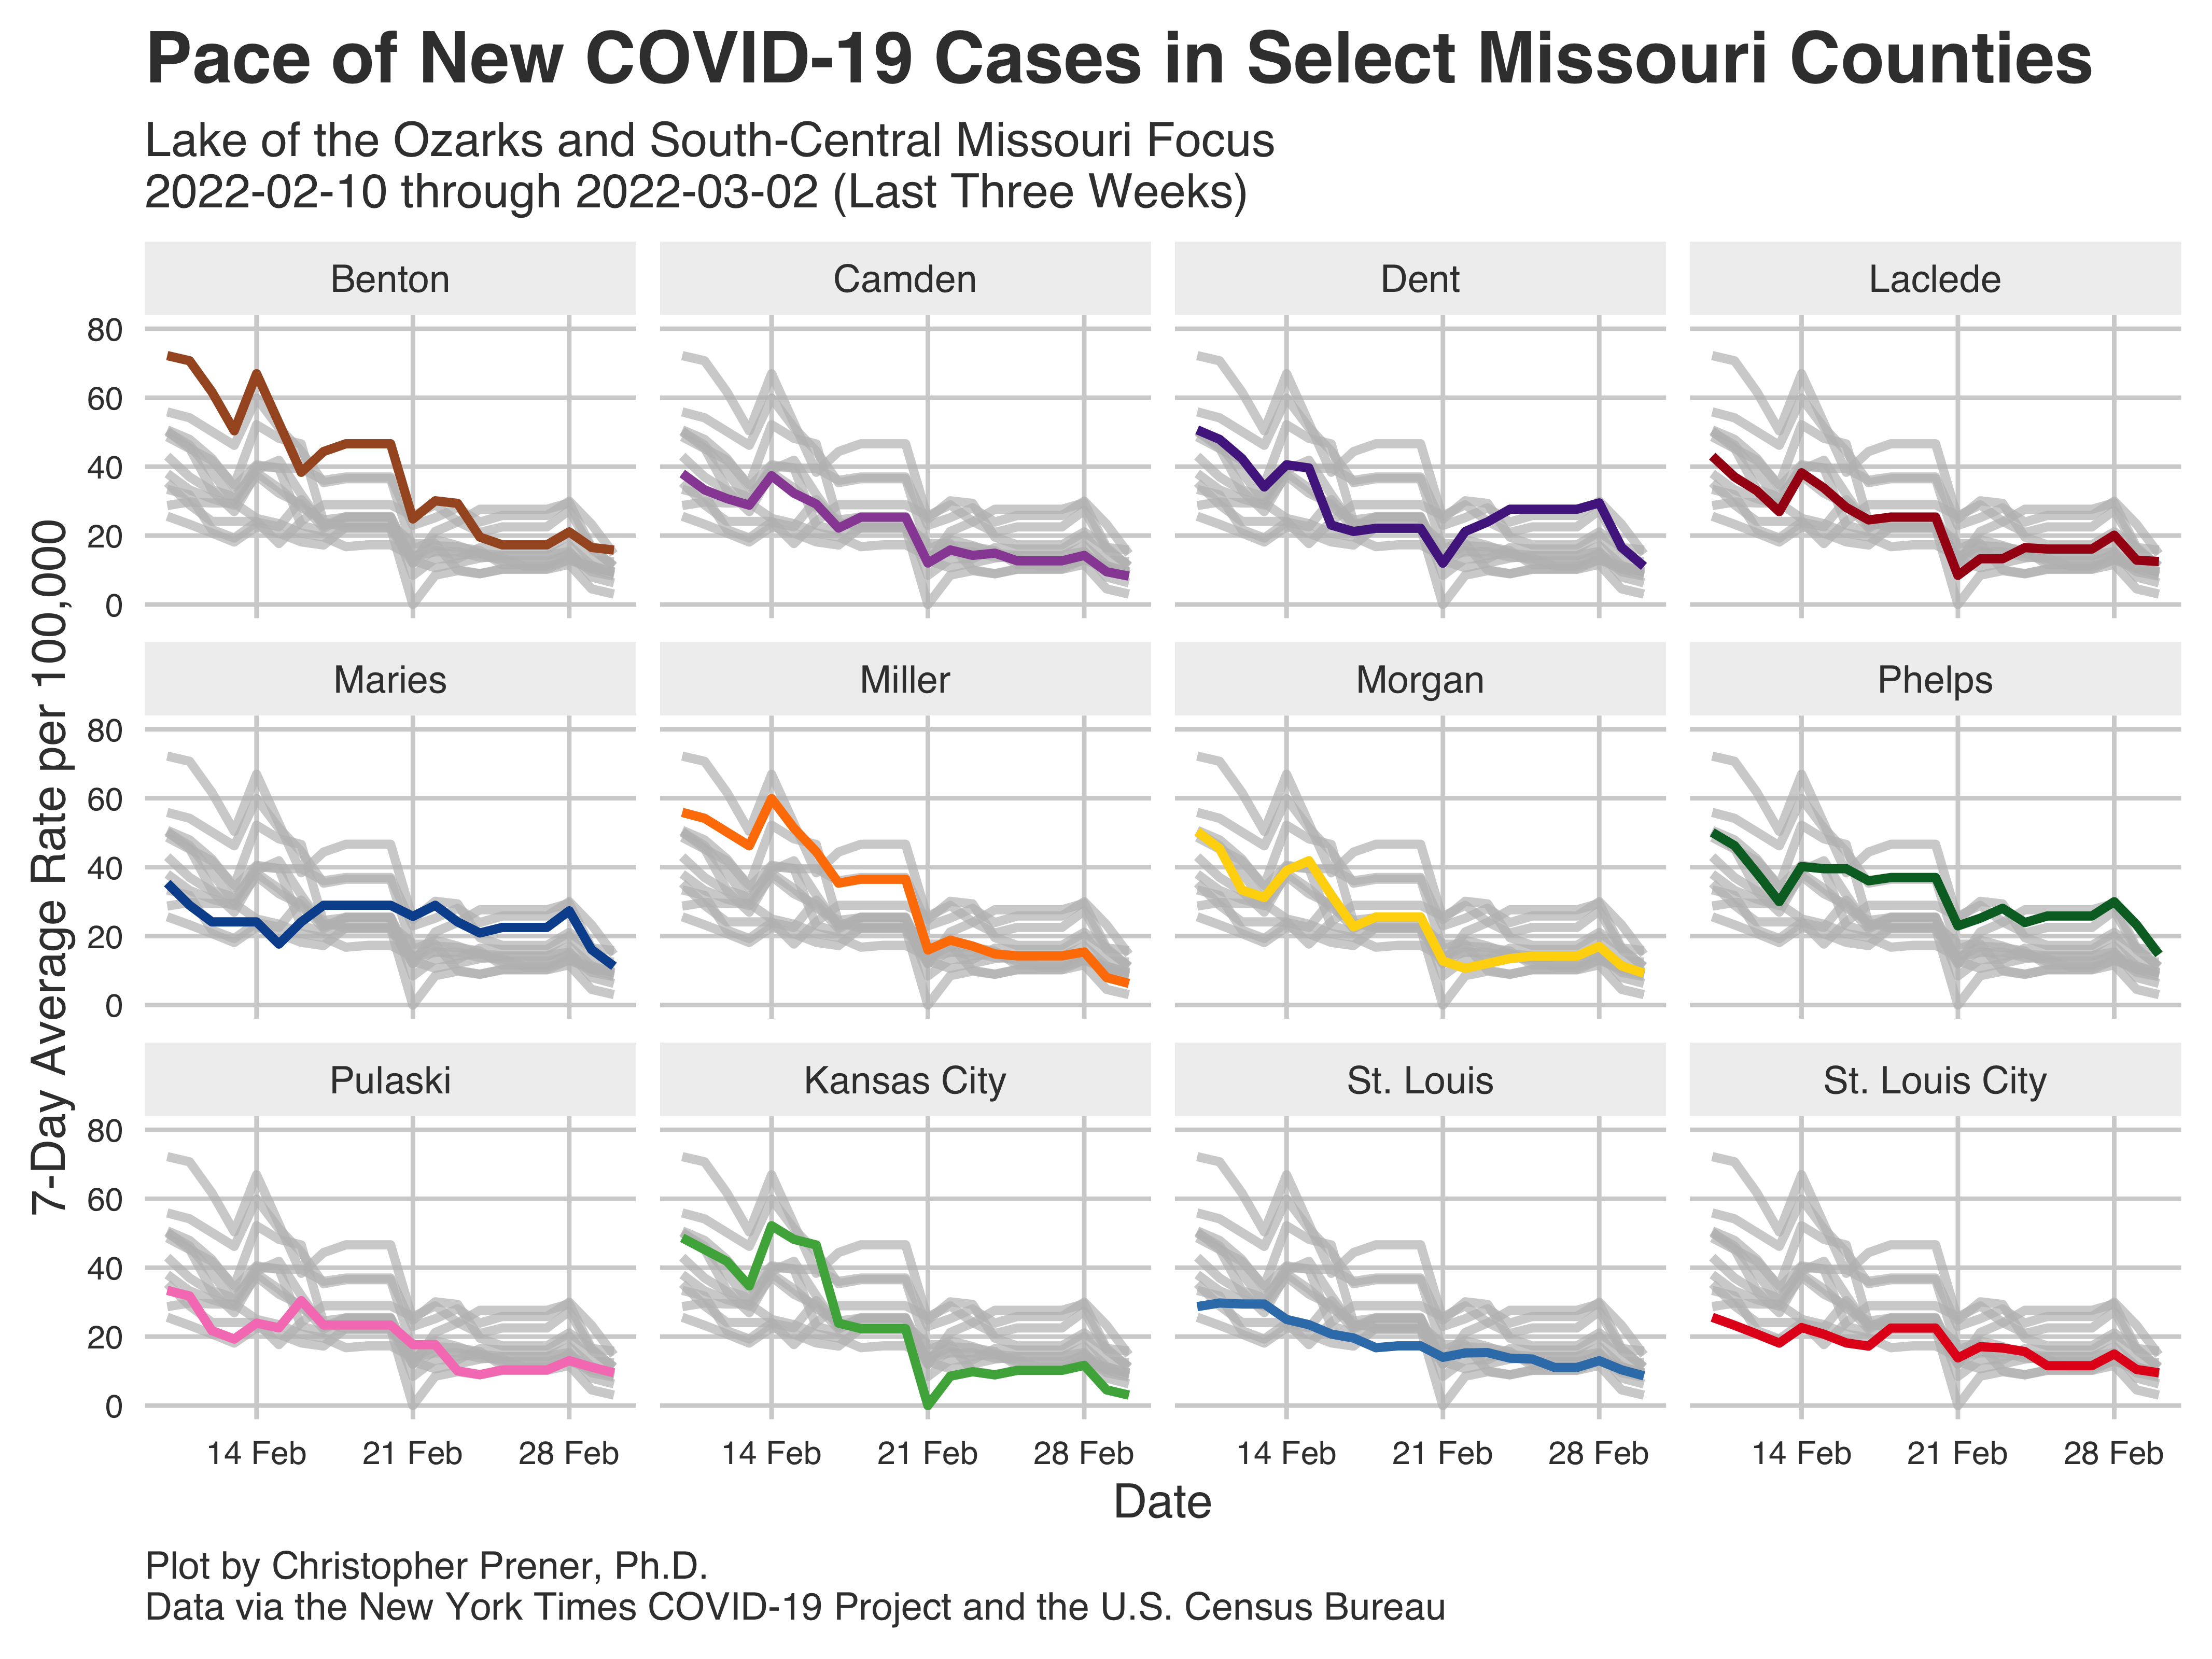 Pace of New COVID-19 Cases in Select Missouri Counties
Lake of the Ozarks and South-Central Missouri Focus
2022-02-10 through 2022-03-02 (Last Three Weeks)
7-Day Average Rate per 100,000
Benton
Camden
Dent
Laclede
80
60
40
20
0
Maries
Miller
Morgan
Phelps
80
60
40
20
0
Pulaski
Kansas City
St. Louis
St. Louis City
80
60
40
20
0
14 Feb 21 Feb 28 Feb
14 Feb 21 Feb 28 Feb
14 Feb 21 Feb 28 Feb
14 Feb 21 Feb 28 Feb
Date
Plot by Christopher Prener, Ph.D.
Data via the New York Times COVID-19 Project and the U.S. Census Bureau